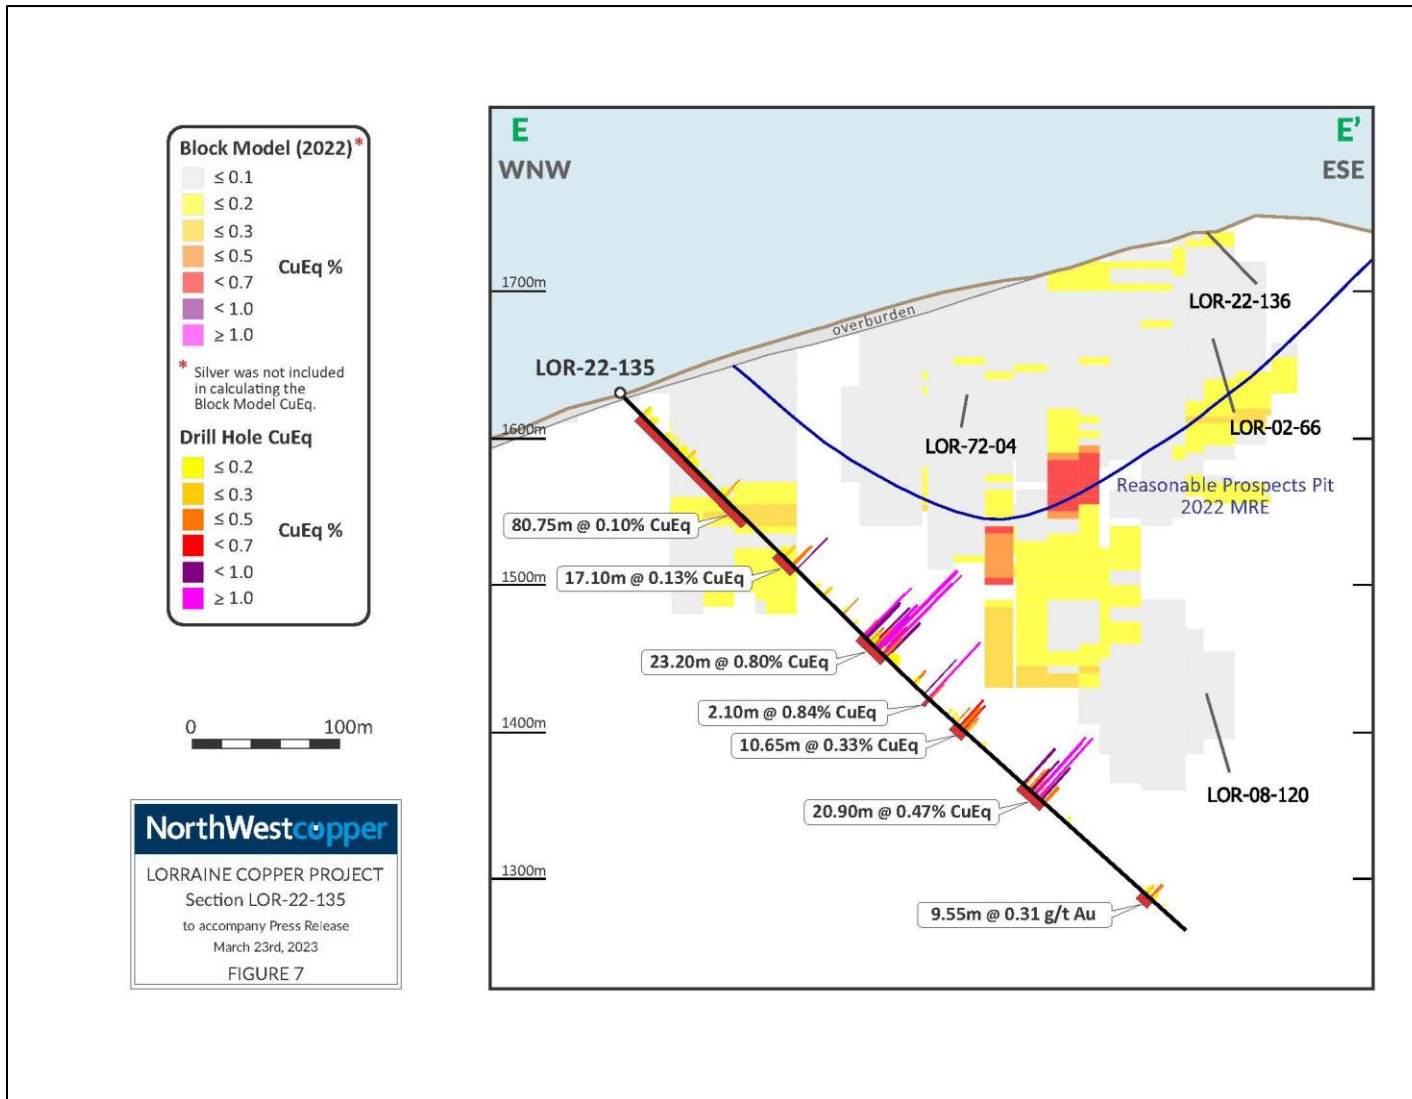 Block Model (2022)*
≤ 0.1
≤ 0.2
≤ 0.3
≤ 0.5
< 0.7
< 1.0
≥ 1.0
CuEq %
* Silver was not included
in calculating the
Block Model CuEq.
Drill Hole CuEq
≤ 0.2
≤ 0.3
≤ 0.5
< 0.7
< 1.0
≥ 1.0
CuEq %
0 100m
NorthWestcopper
LORRAINE COPPER PROJECT
Section LOR-22-135
to accompany Press Release
March 23rd, 2023
FIGURE 7
E
WNW
E'
ESE
1700m
1600m
1500m
1400m
1300m
overburden
LOR-22-135
LOR-22-136
LOR-02-66
LOR-72-04
LOR-08-120
Reasonable Prospects Pit
2022 MRE
80.75m @ 0.10% CuEq
17.10m @ 0.13% CuEq
23.20m @ 0.80% CuEq
2.10m @ 0.84% CuEq
10.65m @ 0.33% CuEq
20.90m @ 0.47% CuEq
9.55m @ 0.31 g/t Au